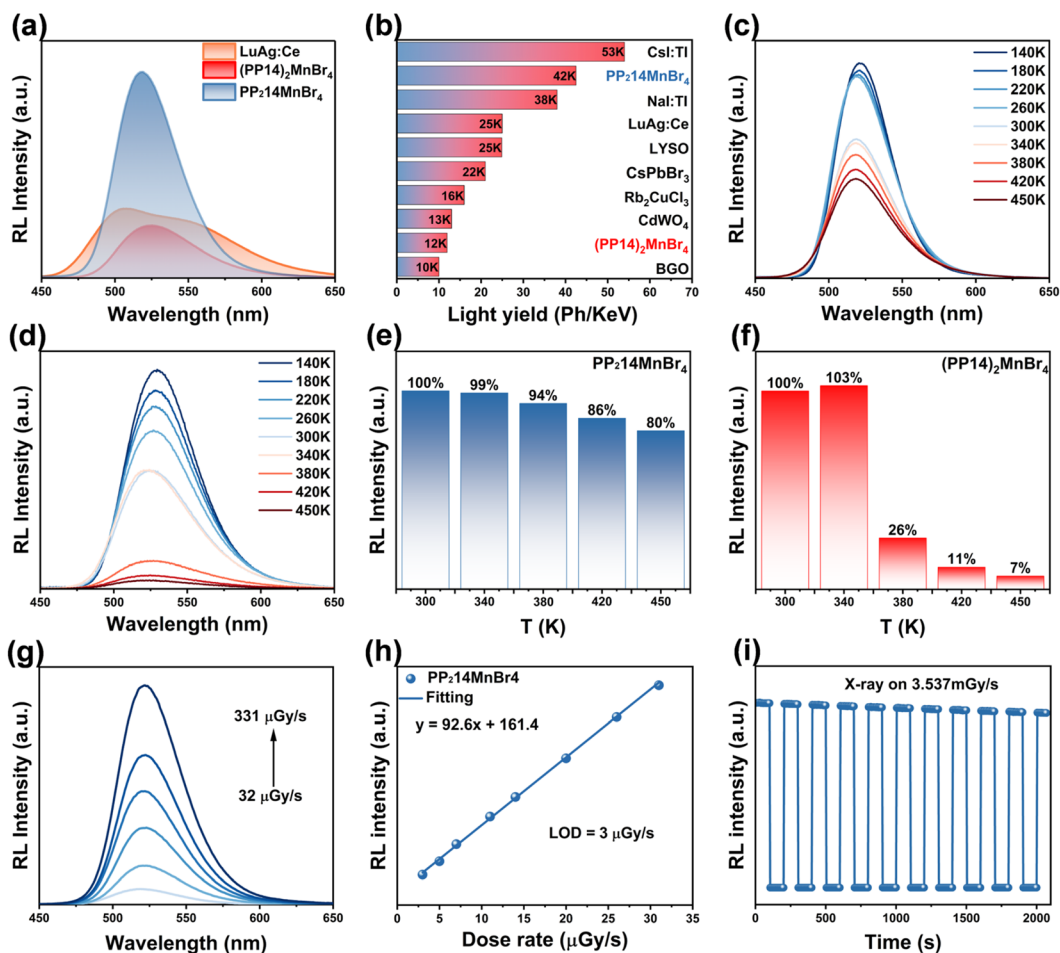 (a)
RL Intensity (a.u.)
LuAg:Ce
(PP14)₂MnBr₄
PP₂14MnBr₄
450 500 550 600 650
Wavelength (nm)
(b)
53K CsI:Tl
42K PP₂14MnBr₄
38K NaI:Tl
25K LuAg:Ce
25K LYSO
22K CsPbBr₃
16K Rb₂CuCl₃
13K CdWO₄
12K (PP14)₂MnBr₄
10K BGO
0 10 20 30 40 50 60 70
Light yield (Ph/KeV)
(c)
RL Intensity (a.u.)
140K
180K
220K
260K
300K
340K
380K
420K
450K
450 500 550 600 650
Wavelength (nm)
(d)
RL Intensity (a.u.)
140K
180K
220K
260K
300K
340K
380K
420K
450K
450 500 550 600 650
Wavelength (nm)
(e)
RL Intensity (a.u.)
PP₂14MnBr₄
100% 99% 94% 86% 80%
300 340 380 420 450
T (K)
(f)
RL Intensity (a.u.)
(PP14)₂MnBr₄
100% 103% 26% 11% 7%
300 340 380 420 450
T (K)
(g)
RL Intensity (a.u.)
331 μGy/s
32 μGy/s
450 500 550 600 650
Wavelength (nm)
(h)
RL Intensity (a.u.)
PP₂14MnBr4
Fitting
y = 92.6x + 161.4
LOD = 3 μGy/s
0 5 10 15 20 25 30 35
Dose rate (μGy/s)
(i)
RL intensity (a.u.)
X-ray on 3.537mGy/s
0 500 1000 1500 2000
Time (s)